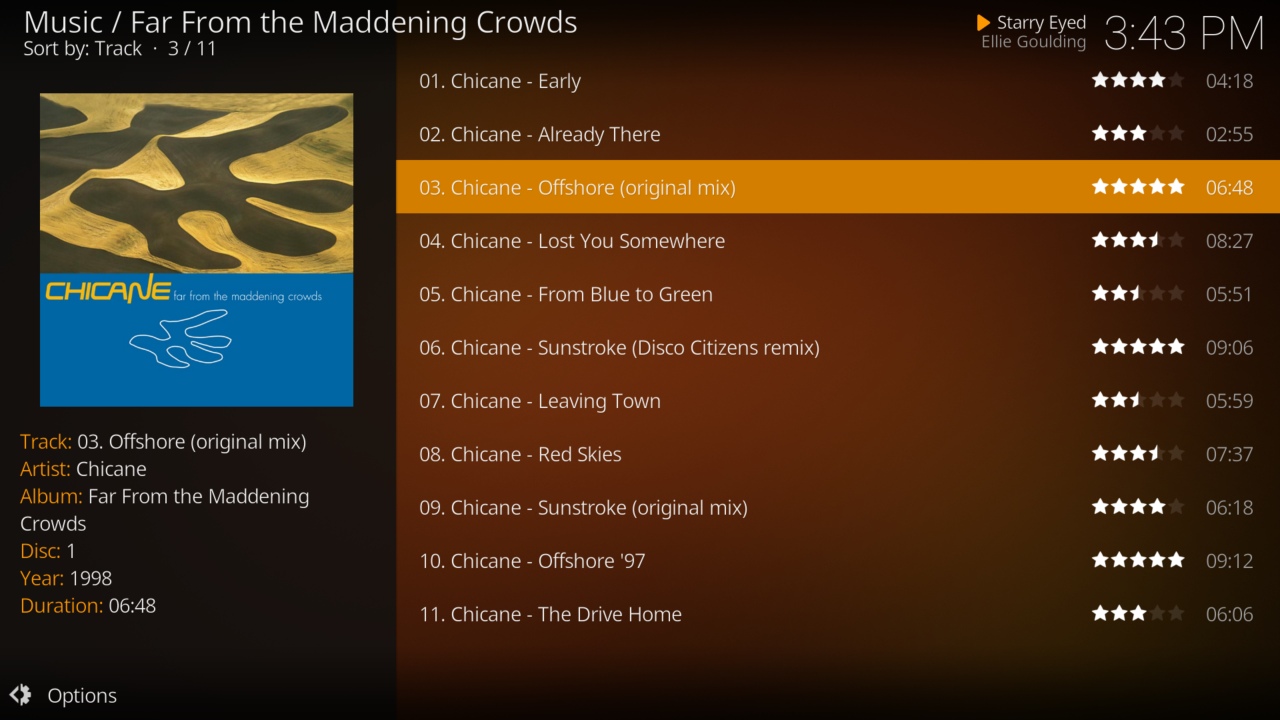 Music / Far From the Maddening Crowds
Sort by: Track · 3 / 11
Starry Eyed
Ellie Goulding
3:43 PM
CHICANE far from the maddening crowds
Track: 03. Offshore (original mix)
Artist: Chicane
Album: Far From the Maddening
Crowds
Disc: 1
Year: 1998
Duration: 06:48
01. Chicane - Early 04:18
02. Chicane - Already There 02:55
03. Chicane - Offshore (original mix) 06:48
04. Chicane - Lost You Somewhere 08:27
05. Chicane - From Blue to Green 05:51
06. Chicane - Sunstroke (Disco Citizens remix) 09:06
07. Chicane - Leaving Town 05:59
08. Chicane - Red Skies 07:37
09. Chicane - Sunstroke (original mix) 06:18
10. Chicane - Offshore '97 09:12
11. Chicane - The Drive Home 06:06
Options